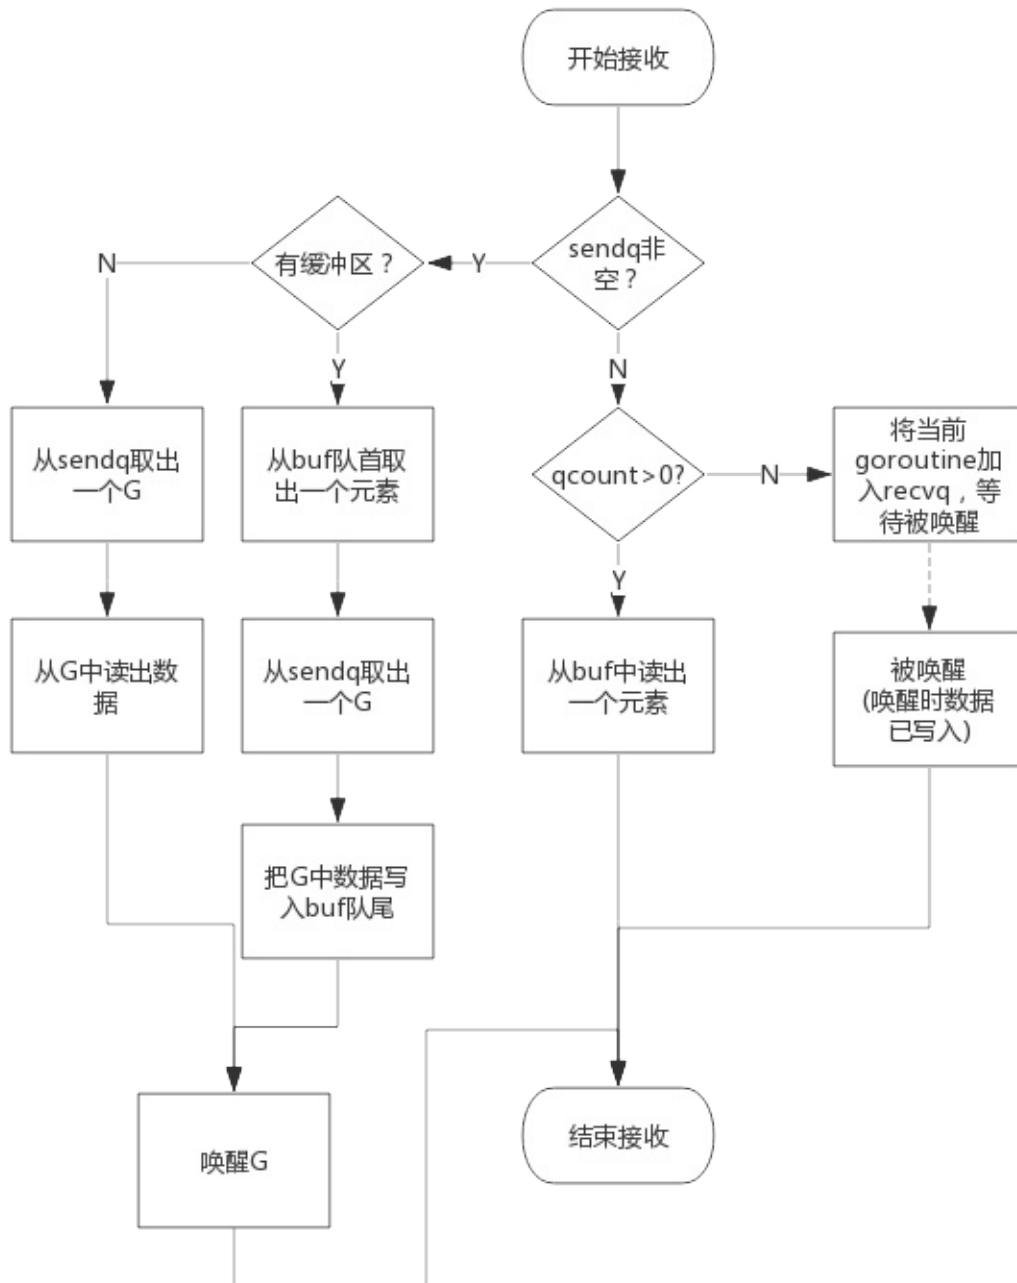 开始接收
sendq非
空？
Y
有缓冲区？
N
Y
N
从sendq取出
一个G
从buf队首取
出一个元素
qcount>0?
N
将当前
goroutine加
入recvq，等
待被唤醒
Y
从G中读出数
据
从sendq取出
一个G
从buf中读出
一个元素
被唤醒
(唤醒时数据
已写入)
把G中数据写
入buf队尾
唤醒G
结束接收